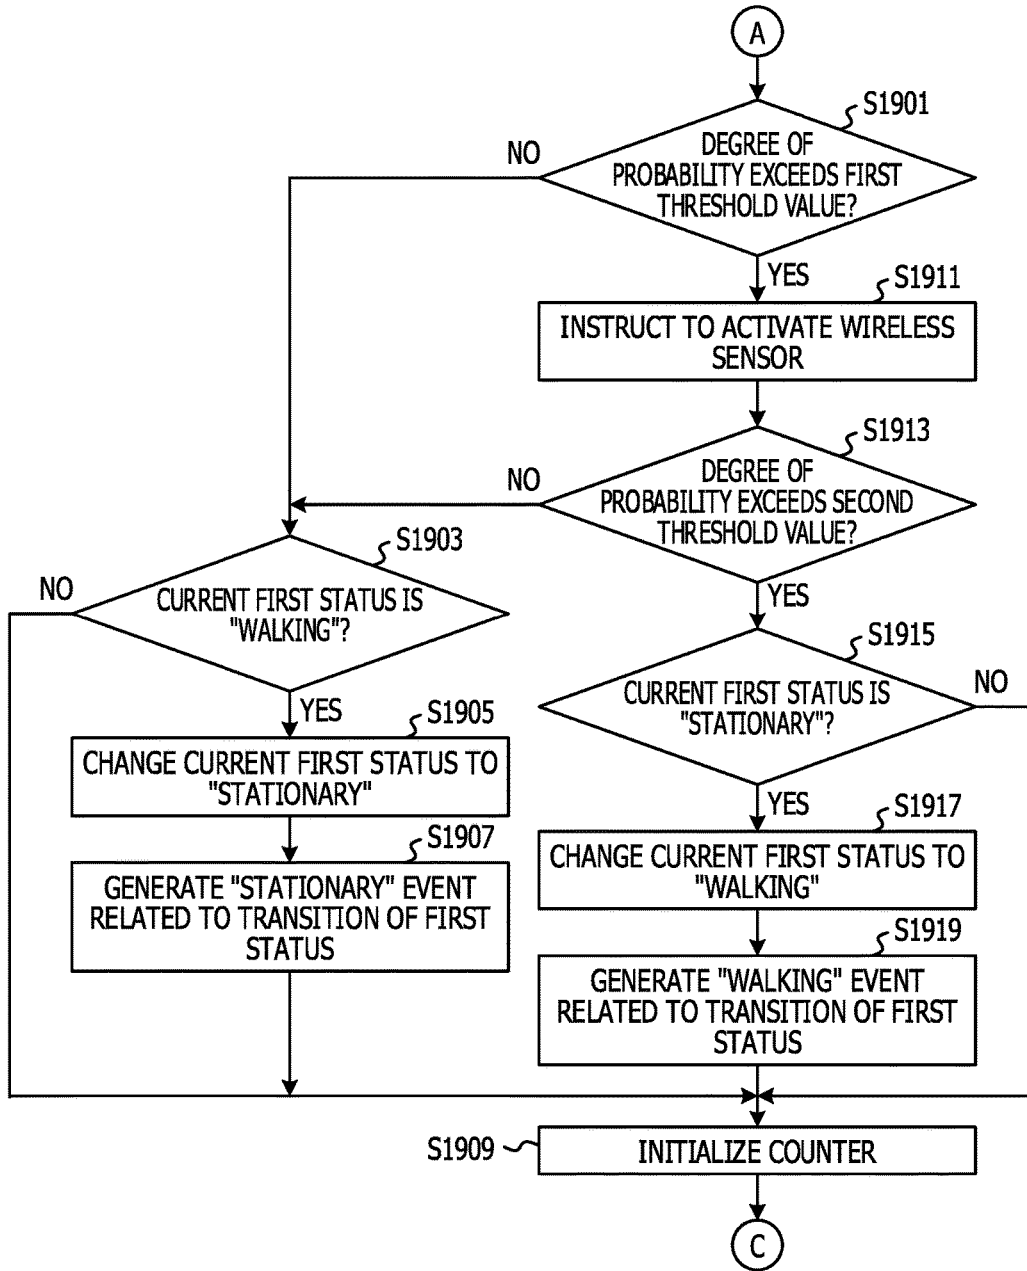 A
S1901
DEGREE OF
PROBABILITY EXCEEDS FIRST
THRESHOLD VALUE?
NO
YES
S1911
INSTRUCT TO ACTIVATE WIRELESS
SENSOR
S1913
DEGREE OF
PROBABILITY EXCEEDS SECOND
THRESHOLD VALUE?
NO
YES
S1903
CURRENT FIRST STATUS IS
"WALKING"?
NO
YES
S1905
CHANGE CURRENT FIRST STATUS TO
"STATIONARY"
S1907
GENERATE "STATIONARY" EVENT
RELATED TO TRANSITION OF FIRST
STATUS
S1915
CURRENT FIRST STATUS IS
"STATIONARY"?
NO
YES
S1917
CHANGE CURRENT FIRST STATUS TO
"WALKING"
S1919
GENERATE "WALKING" EVENT
RELATED TO TRANSITION OF FIRST
STATUS
S1909
INITIALIZE COUNTER
C